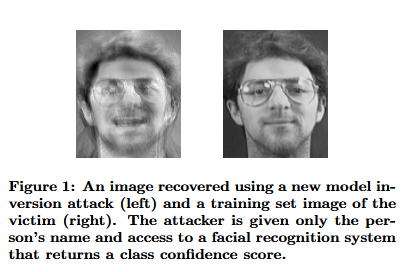 Figure 1: An image recovered using a new model in-
version attack (left) and a training set image of the
victim (right). The attacker is given only the per-
son's name and access to a facial recognition system
that returns a class confidence score.